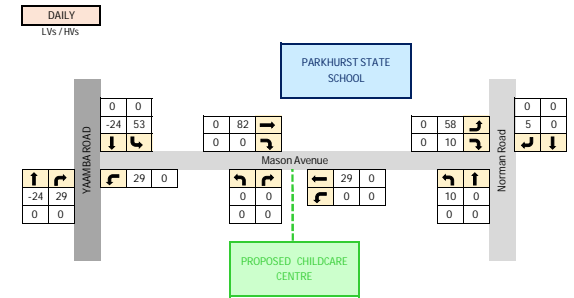 DAILY
LVs / HVs
PARKHURST STATE
SCHOOL
0 0
-24 53
0 82
0 0
0 58
0 10
0 0
5 0
YAAMBA ROAD
Mason Avenue
Norman Road
-24 29
0 0
29 0
0 0
0 0
29 0
0 0
10 0
0 0
PROPOSED CHILDCARE
CENTRE